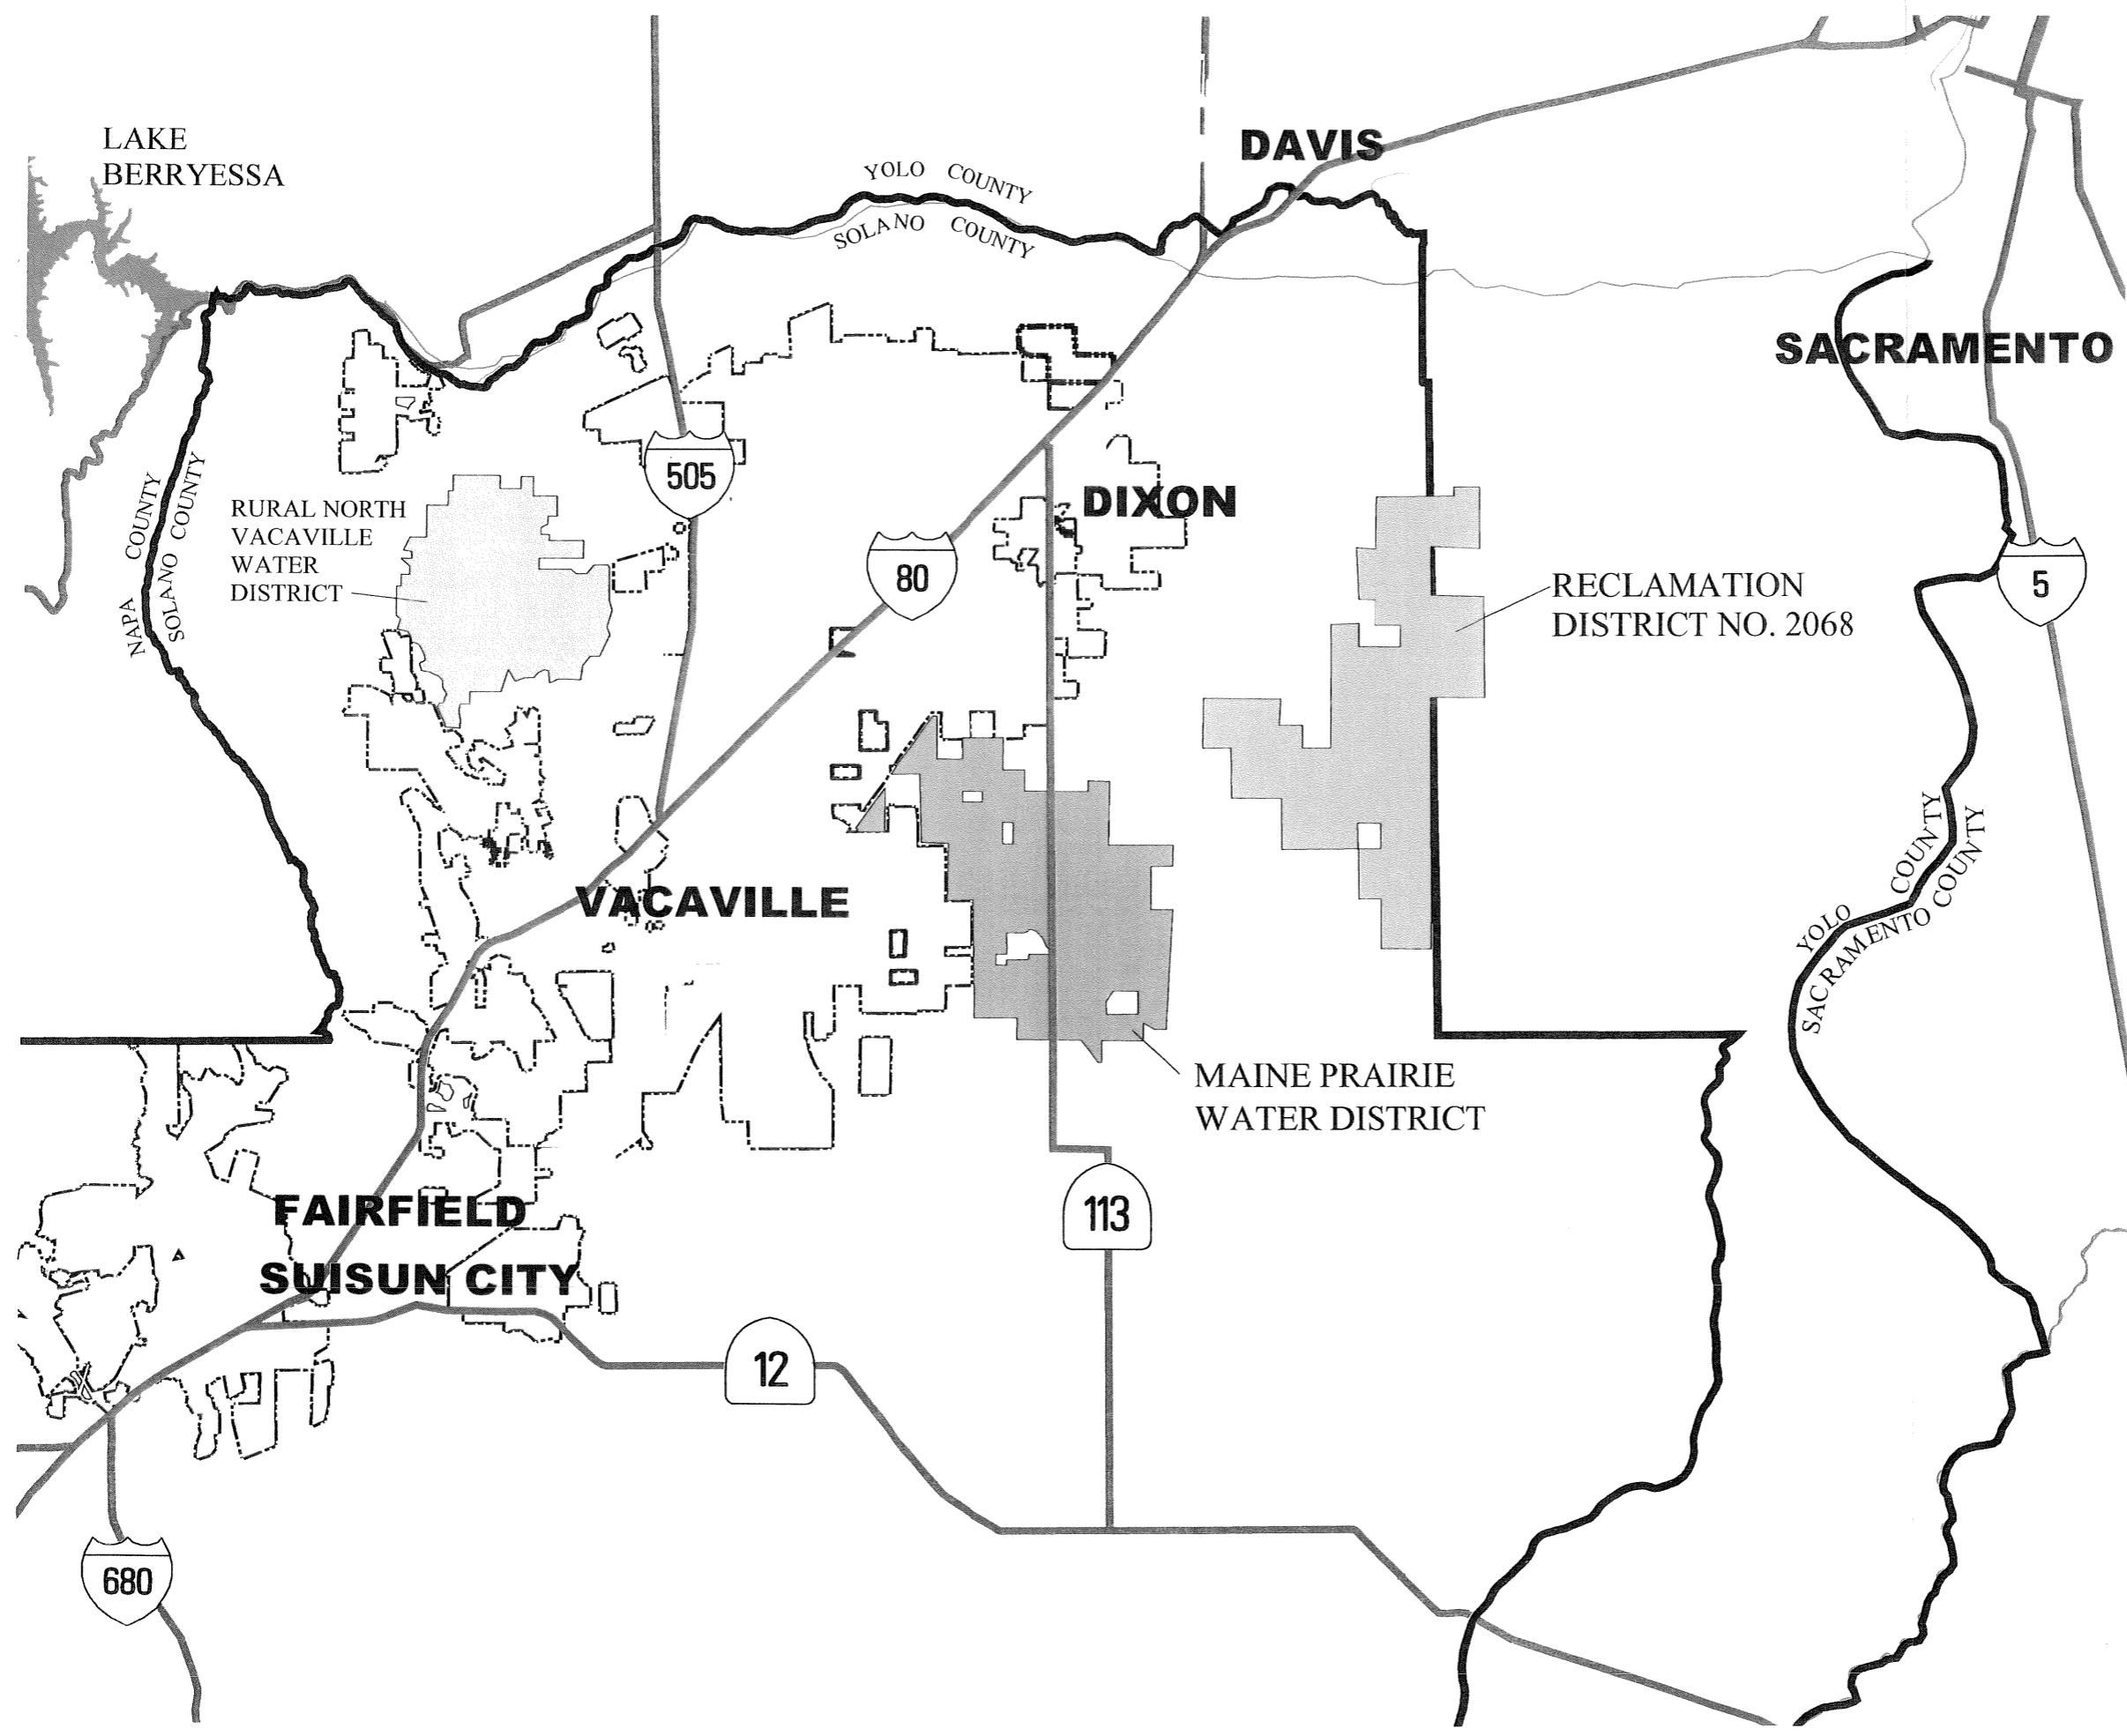 LAKE
BERRYESSA
DAVIS
YOLO COUNTY
SOLANO COUNTY
SACRAMENTO
505
DIXON
RURAL NORTH
VACAVILLE
WATER
DISTRICT
NAPA COUNTY
SOLANO COUNTY
80
5
RECLAMATION
DISTRICT NO. 2068
VACAVILLE
YOLO COUNTY
SACRAMENTO COUNTY
MAINE PRAIRIE
WATER DISTRICT
113
FAIRFIELD
SUISUN CITY
12
680